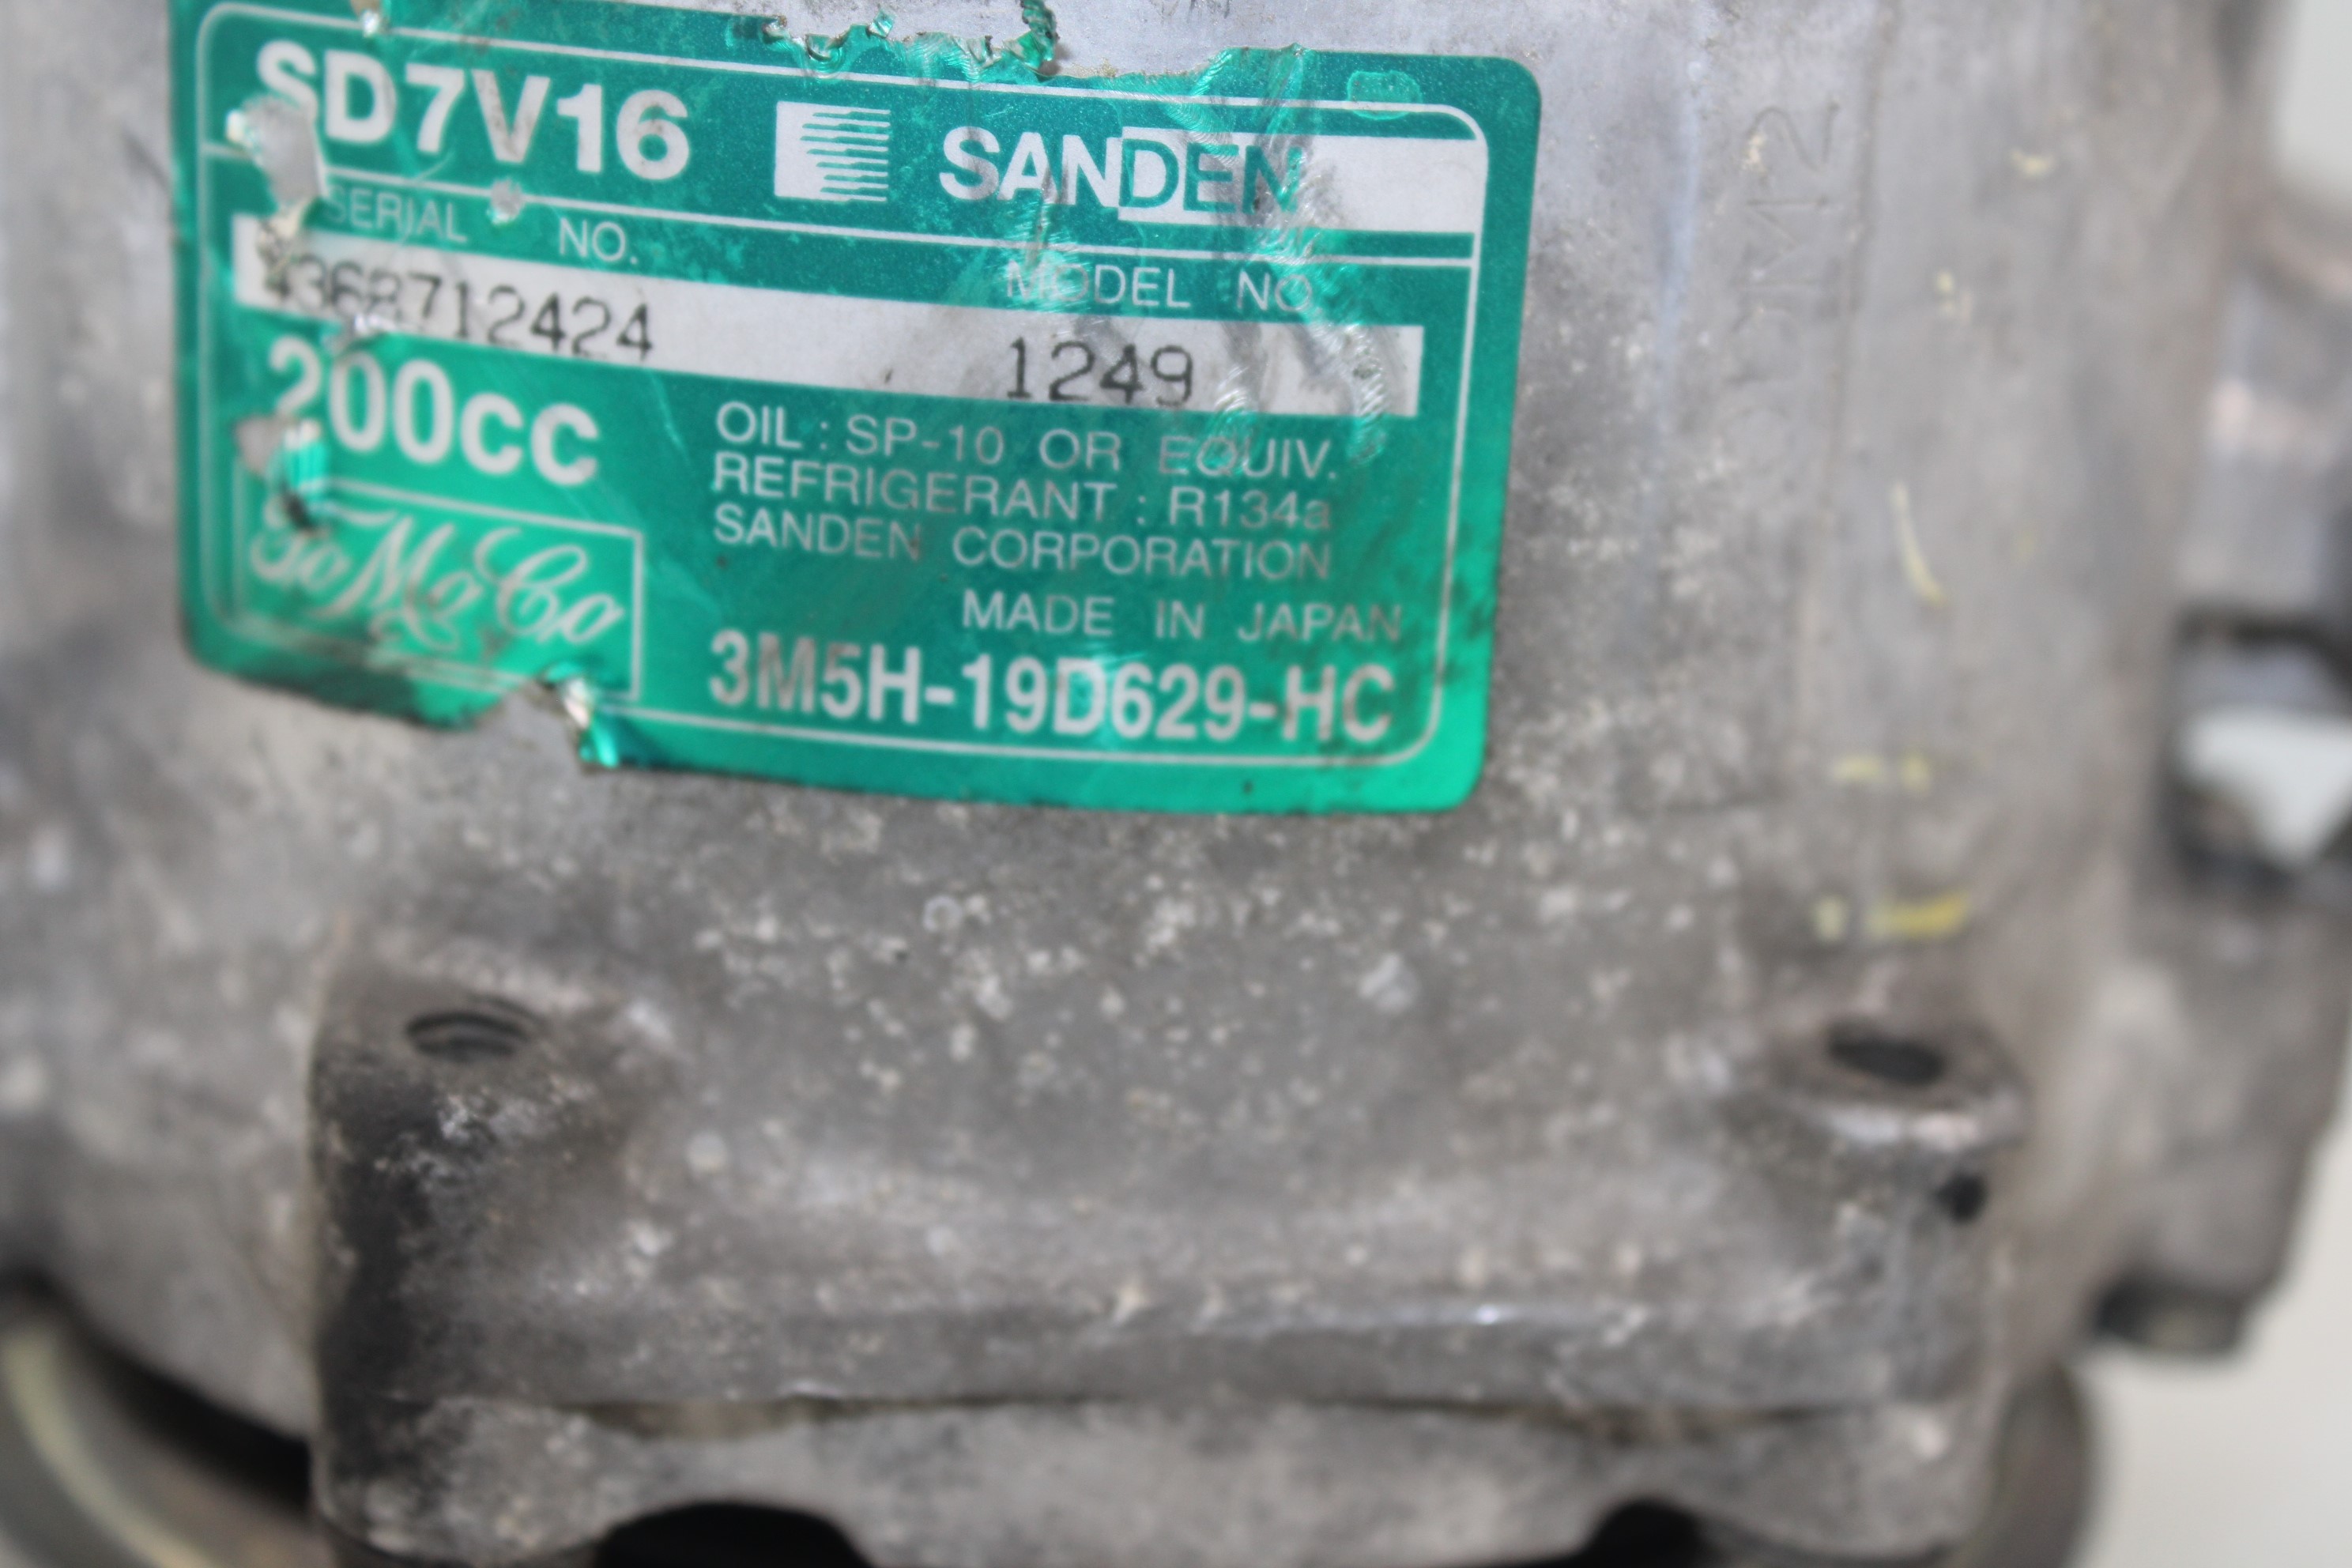 SD7V16 SANDEN
SERIAL NO.
MODEL NO.
4368712424 1249
200cc
OIL : SP-10 OR EQUIV.
REFRIGERANT : R134a
SANDEN CORPORATION
MADE IN JAPAN
FoMoCo
3M5H-19D629-HC